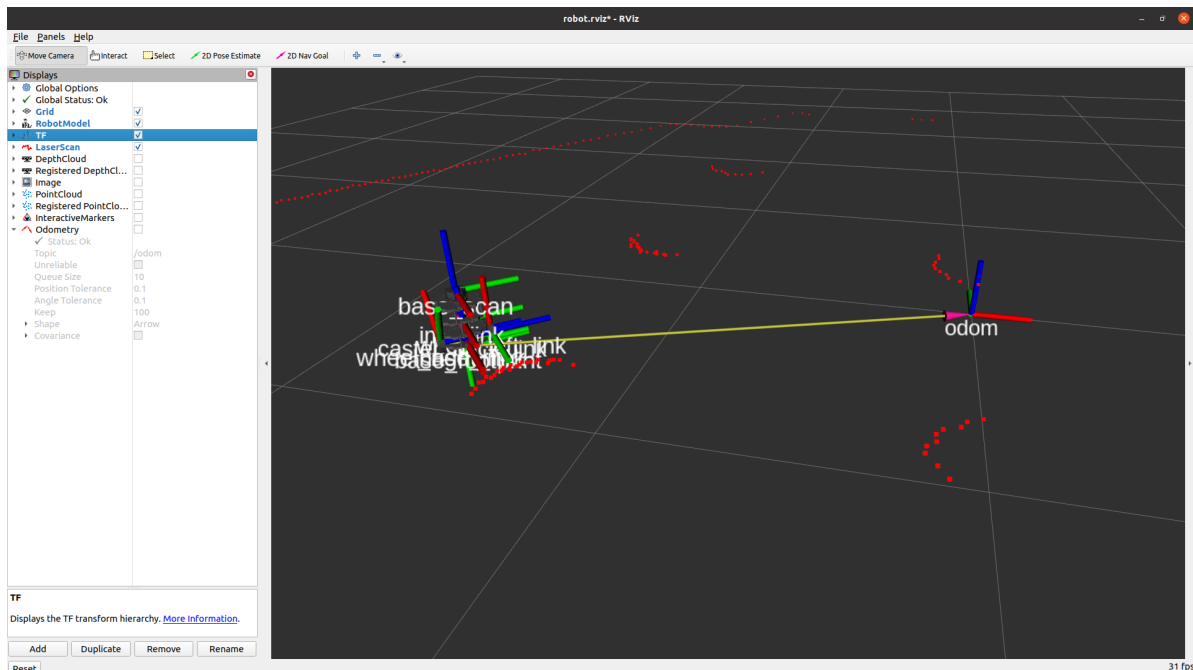 robot.rviz* - RViz
File Panels Help
Move Camera Interact Select 2D Pose Estimate 2D Nav Goal
Displays
Global Options
Global Status: Ok
Grid
RobotModel
TF
LaserScan
DepthCloud
Registered DepthCl...
Image
PointCloud
Registered PointClo...
InteractiveMarkers
Odometry
Status: Ok
Topic /odom
Unreliable
Queue Size 10
Position Tolerance 0.1
Angle Tolerance 0.1
Keep 100
Shape Arrow
Covariance
base_scan
odom
TF
Displays the TF transform hierarchy. More Information.
Add Duplicate Remove Rename
Reset
31 fps